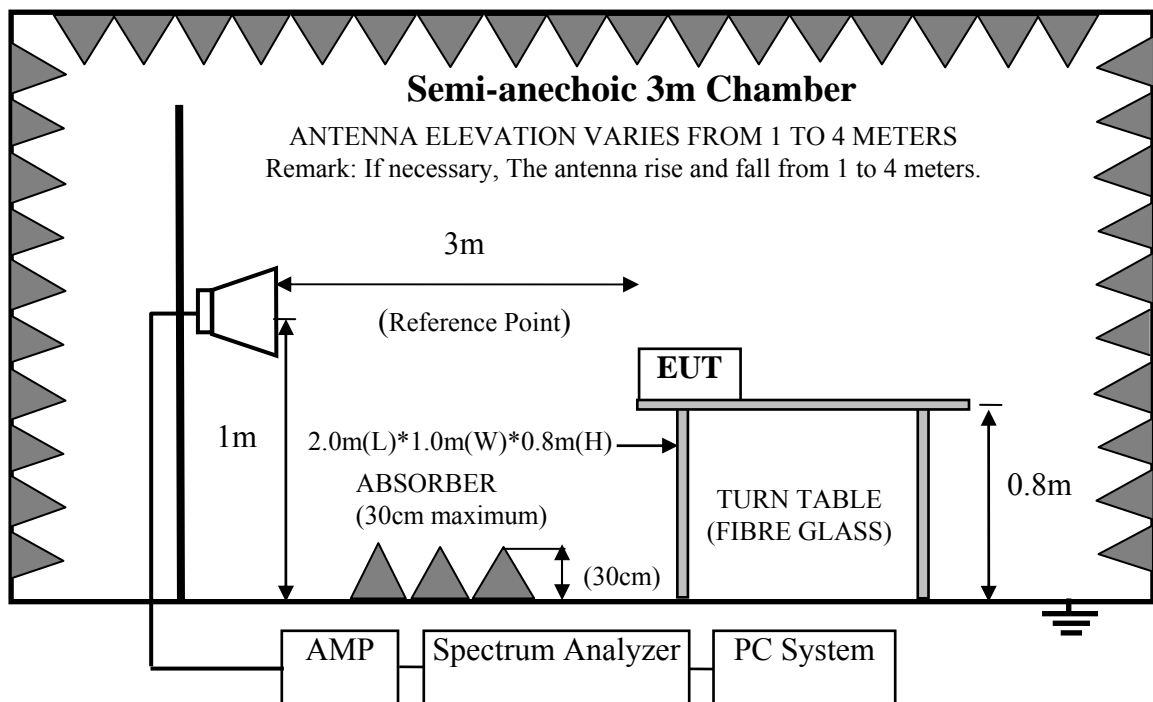 Semi-anechoic 3m Chamber
ANTENNA ELEVATION VARIES FROM 1 TO 4 METERS
Remark: If necessary, The antenna rise and fall from 1 to 4 meters.
3m
(Reference Point)
EUT
1m
2.0m(L)*1.0m(W)*0.8m(H)
ABSORBER
(30cm maximum)
(30cm)
TURN TABLE
(FIBRE GLASS)
0.8m
AMP
Spectrum Analyzer
PC System